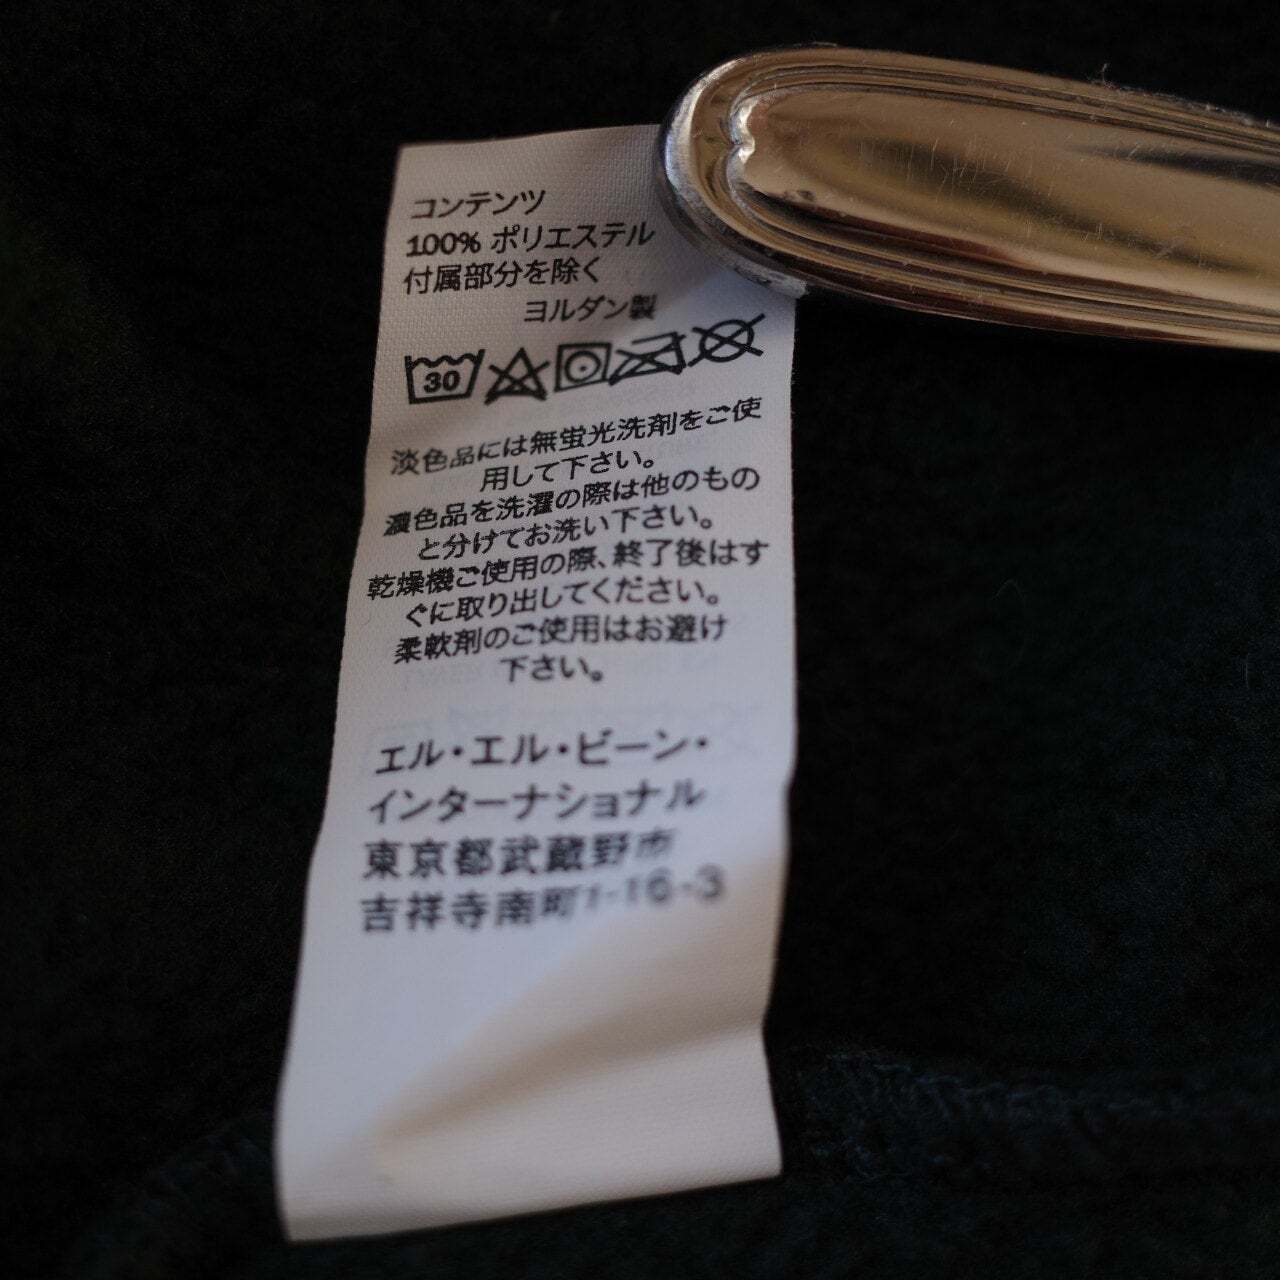 コンテンツ
100% ポリエステル
付属部分を除く
ヨルダン製
30
淡色品には無蛍光洗剤をご使
用して下さい。
濃色品を洗濯の際は他のもの
と分けてお洗い下さい。
乾燥機ご使用の際、終了後はす
ぐに取り出してください。
柔軟剤のご使用はお避け
下さい。
エル・エル・ビーン・
インターナショナル
東京都武蔵野市
吉祥寺南町1-16-3